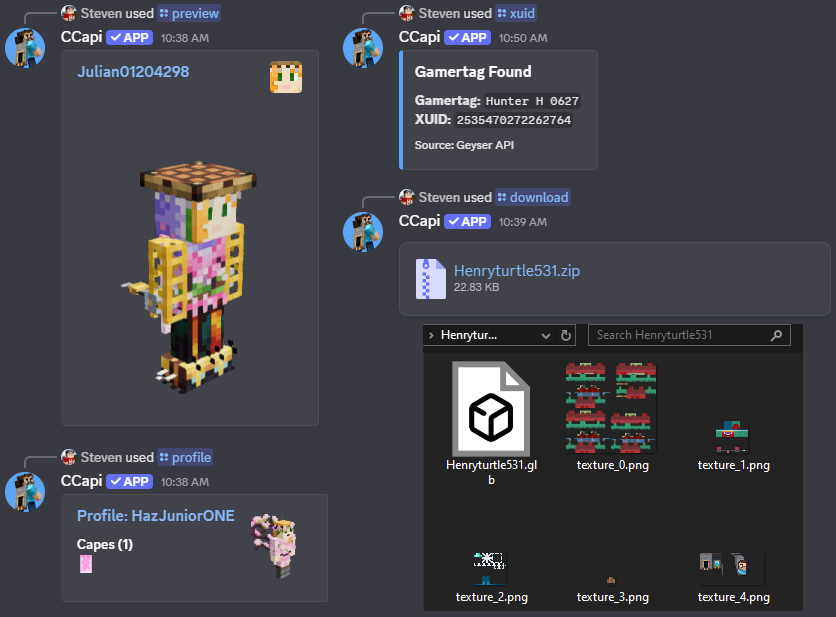 Steven used preview
CCapi ✓ APP 10:38 AM
Julian01204298
Steven used profile
CCapi ✓ APP 10:38 AM
Profile: HazJuniorONE
Capes (1)
Steven used xuid
CCapi ✓ APP 10:50 AM
Gamertag Found
Gamertag: Hunter H 0627
XUID: 2535470272262764
Source: Geyser API
Steven used download
CCapi ✓ APP 10:39 AM
Henryturtle531.zip
22.83 KB
Henrytur...
Search Henryturtle531
Henryturtle531.gl
b
texture_0.png
texture_1.png
texture_2.png
texture_3.png
texture_4.png